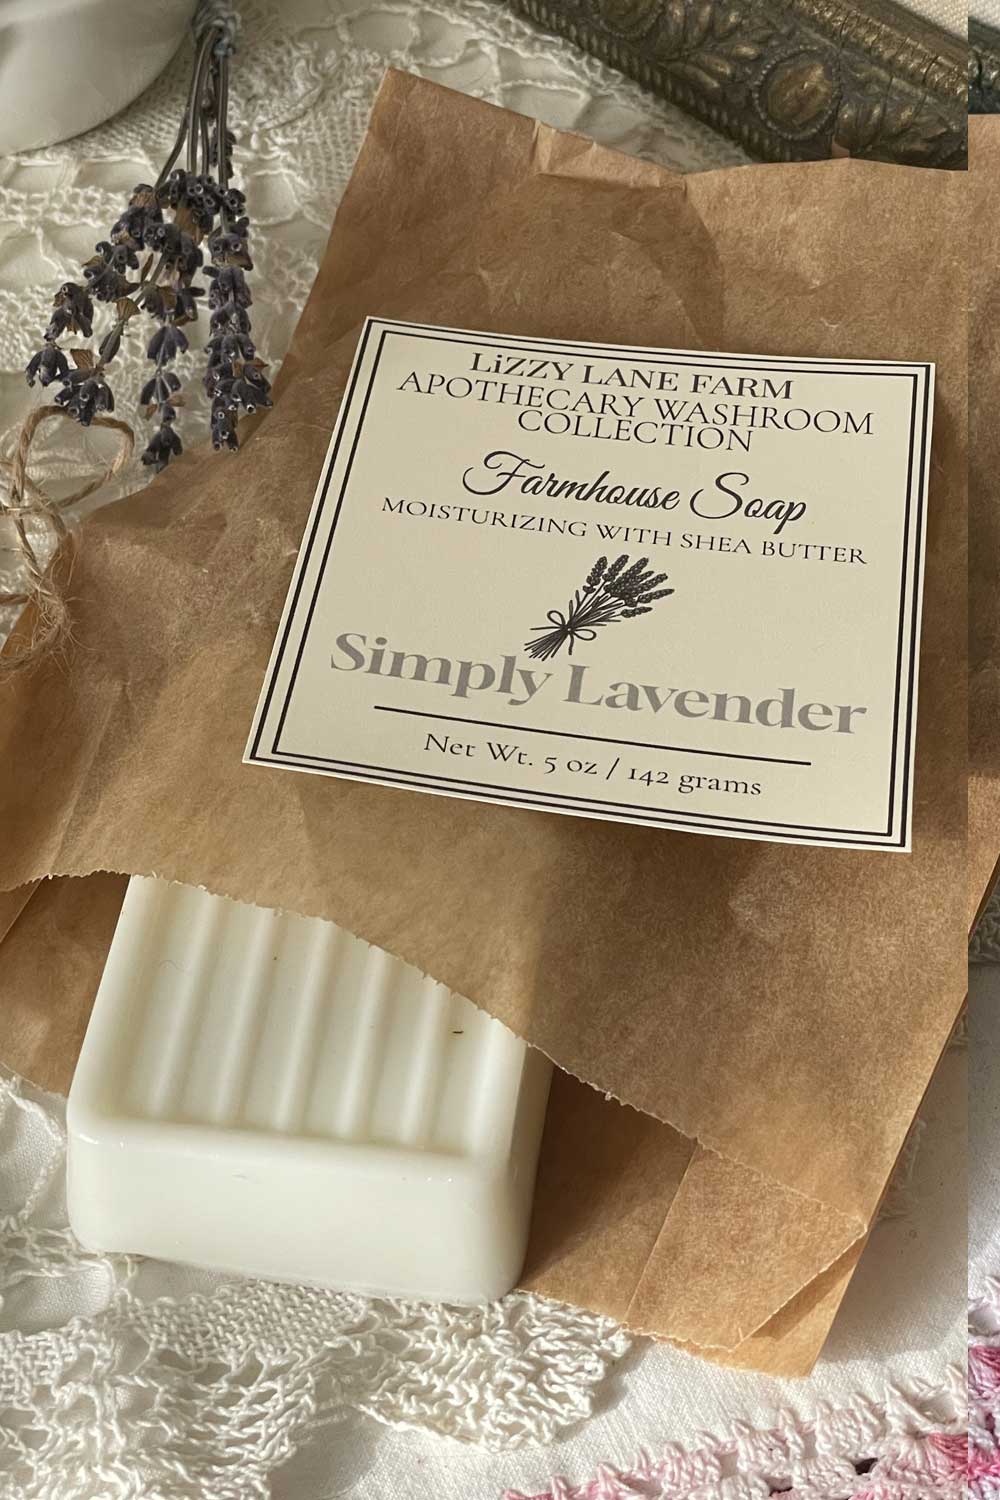 LiZZY LANE FARM
APOTHECARY WASHROOM
COLLECTION
Farmhouse Soap
MOISTURIZING WITH SHEA BUTTER
Simply Lavender
Net Wt. 5 oz / 142 grams